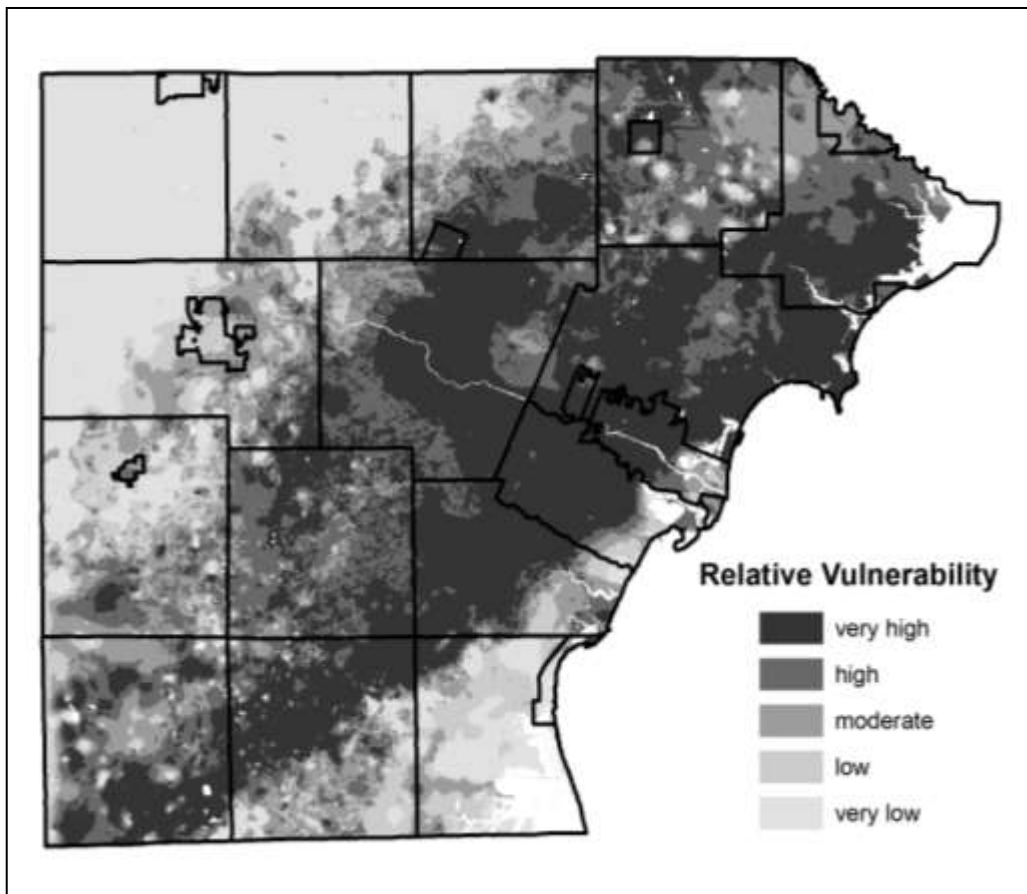 Relative Vulnerability
very high
high
moderate
low
very low